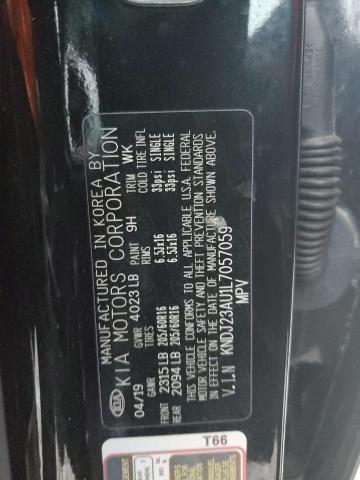 MANUFACTURED IN KOREA BY
KIA KIA MOTORS CORPORATION
04/19 GVWR 4023 LB PAINT 9H TRIM WK
GAWR TIRES RIMS COLD TIRE INFL
FRONT 2315 LB 205/60R16 6.5Jx16 33psi SINGLE
REAR 2094 LB 205/60R16 6.5Jx16 33psi SINGLE
THIS VEHICLE CONFORMS TO ALL APPLICABLE U.S.A. FEDERAL
MOTOR VEHICLE SAFETY AND THEFT PREVENTION STANDARDS
IN EFFECT ON THE DATE OF MANUFACTURE SHOWN ABOVE.
V.I.N KNDJ23AU1L7057059
MPV
T66